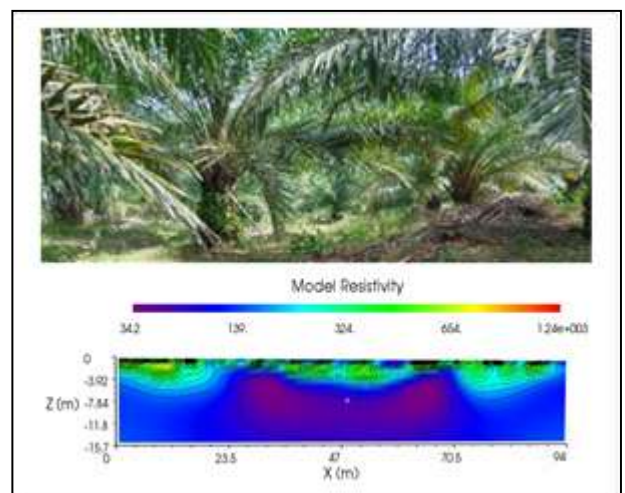 Model Resistivity
34.2 139. 324. 654. 1.24e+003
0
-3.92
Z (m) -7.84
-11.8
-15.7
0 23.5 47 70.5 94
X (m)